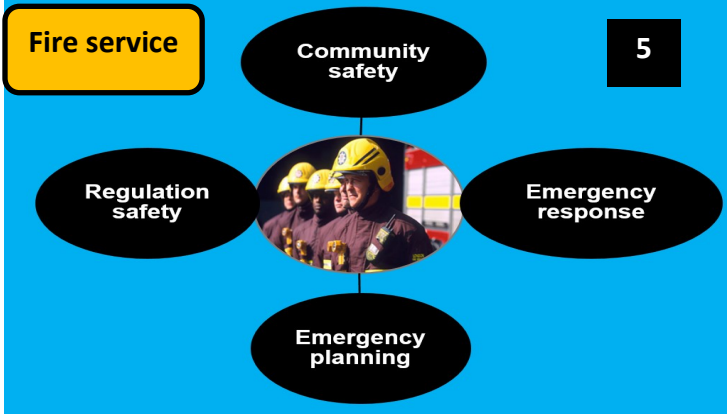 Fire service
5
Community
safety
Regulation
safety
Emergency
response
Emergency
planning